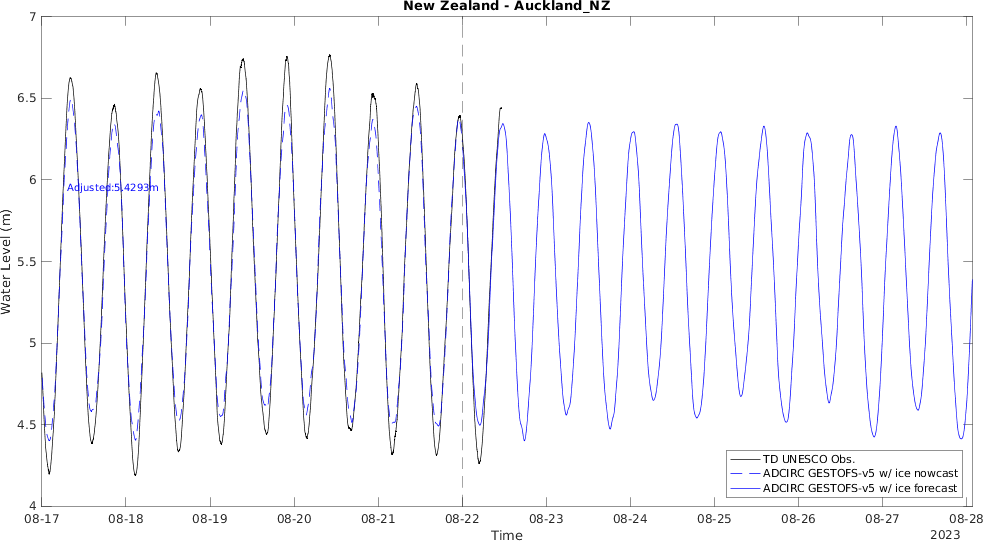 New Zealand - Auckland_NZ
7
6.5
6
5.5
5
4.5
4
Water Level (m)
Adjusted:5.4293m
TD UNESCO Obs.
ADCIRC GESTOFS-v5 w/ ice nowcast
ADCIRC GESTOFS-v5 w/ ice forecast
08-17 08-18 08-19 08-20 08-21 08-22 08-23 08-24 08-25 08-26 08-27 08-28
Time
2023